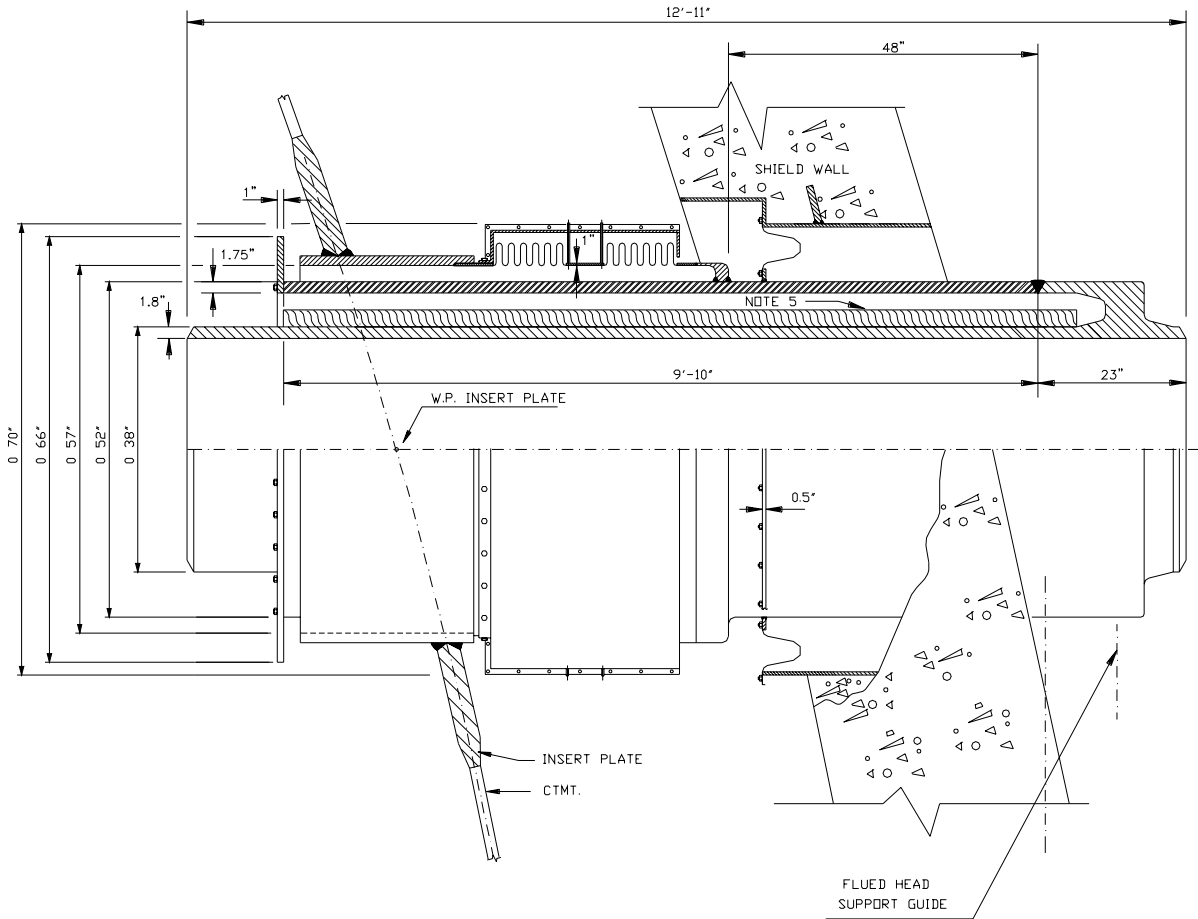 12'-11"
48"
SHIELD WALL
1"
1"
1.75"
NOTE 5
1.8"
9'-10"
23"
W.P. INSERT PLATE
0 70"
0 66"
0 57"
0 52"
0 38"
0.5"
INSERT PLATE
CTMT.
FLUED HEAD
SUPPORT GUIDE